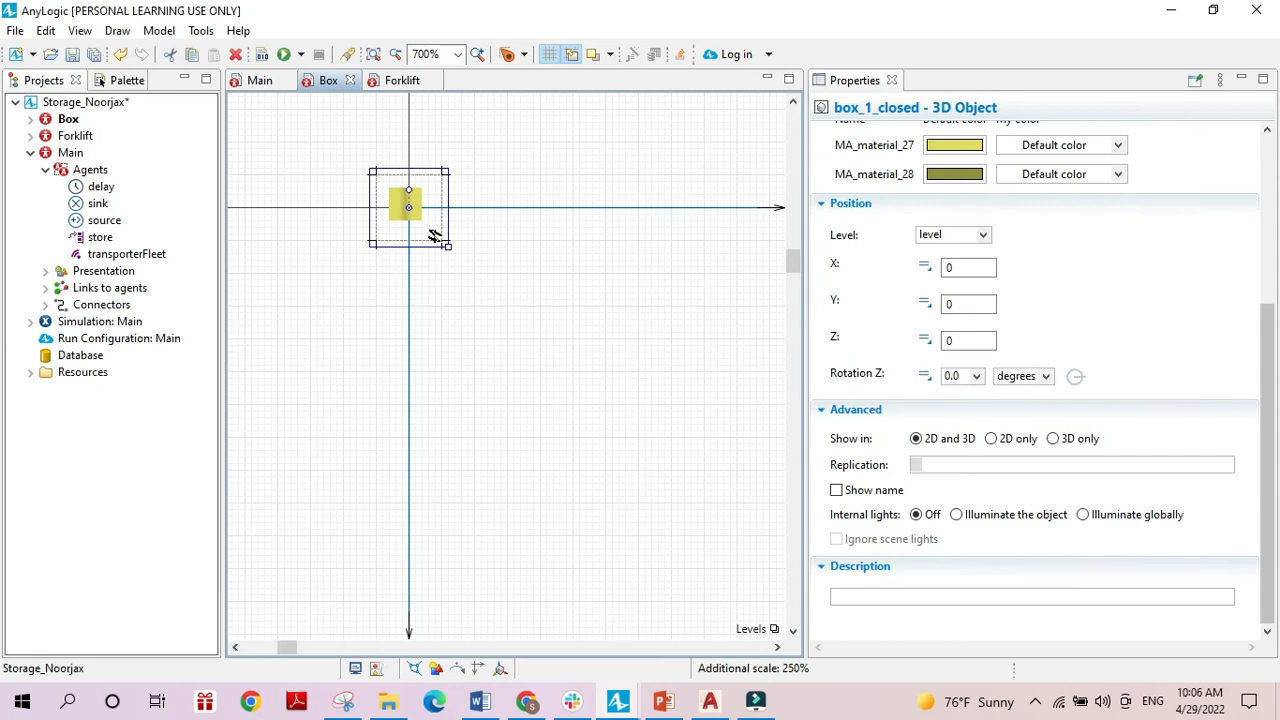 AnyLogic [PERSONAL LEARNING USE ONLY]
File Edit View Draw Model Tools Help
700% Log in
Projects Palette Main Box Forklift Properties
Storage_Noorjax*
Box
Forklift
Main
Agents
delay
sink
source
store
transporterFleet
Presentation
Links to agents
Connectors
Simulation: Main
Run Configuration: Main
Database
Resources
Levels
box_1_closed - 3D Object
Name Default color My color
MA_material_27 Default color
MA_material_28 Default color
Position
Level: level
X: 0
Y: 0
Z: 0
Rotation Z: 0.0 degrees
Advanced
Show in: 2D and 3D 2D only 3D only
Replication:
Show name
Internal lights: Off Illuminate the object Illuminate globally
Ignore scene lights
Description
Storage_Noorjax Additional scale: 250%
76°F Sunny ENG 10:06 AM
4/29/2022